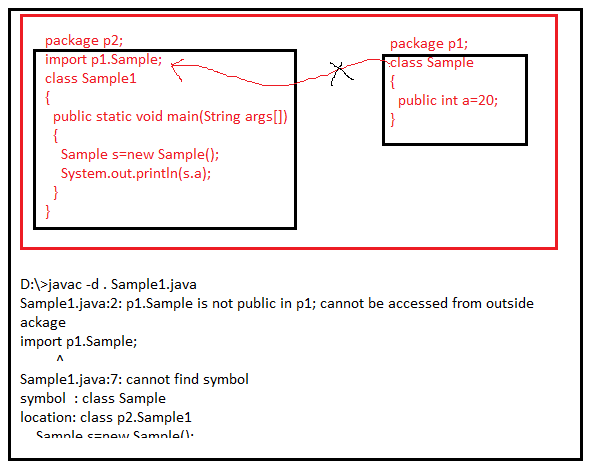 package p2;
import p1.Sample;
class Sample1
{
public static void main(String args[])
{
Sample s=new Sample();
System.out.println(s.a);
}
}
package p1;
class Sample
{
public int a=20;
}
D:\>javac -d . Sample1.java
Sample1.java:2: p1.Sample is not public in p1; cannot be accessed from outside
ackage
import p1.Sample;
^
Sample1.java:7: cannot find symbol
symbol  : class Sample
location: class p2.Sample1
Sample s=new Sample();